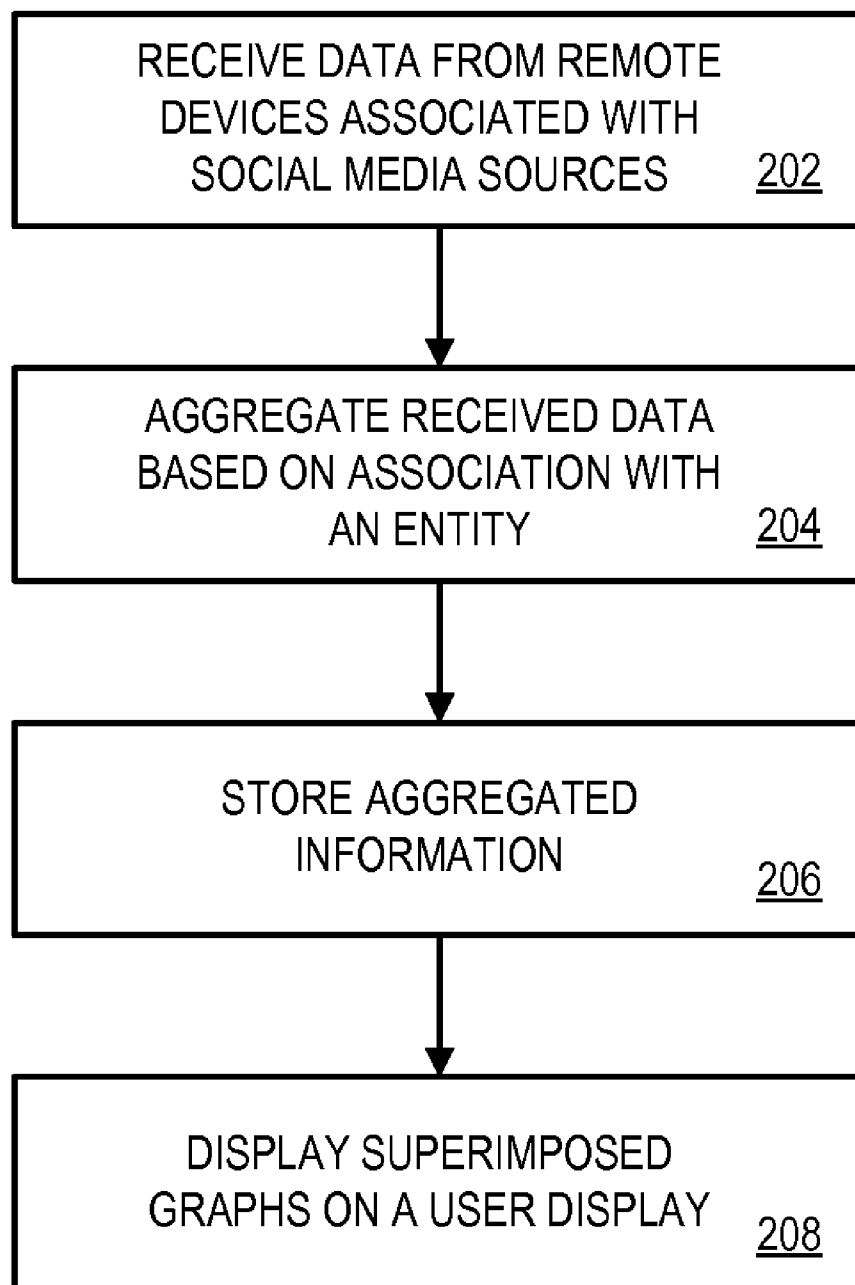 RECEIVE DATA FROM REMOTE
DEVICES ASSOCIATED WITH
SOCIAL MEDIA SOURCES
202
AGGREGATE RECEIVED DATA
BASED ON ASSOCIATION WITH
AN ENTITY
204
STORE AGGREGATED
INFORMATION
206
DISPLAY SUPERIMPOSED
GRAPHS ON A USER DISPLAY
208